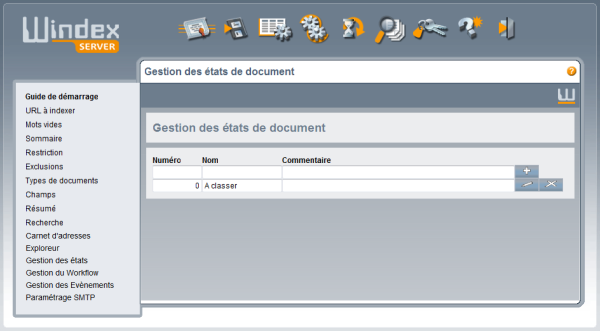 Windex
SERVER
Gestion des états de document
?
Guide de démarrage
URL à indexer
Mots vides
Sommaire
Restriction
Exclusions
Types de documents
Champs
Résumé
Recherche
Carnet d'adresses
Exploreur
Gestion des états
Gestion du Workflow
Gestion des Evènements
Paramétrage SMTP
W
Gestion des états de document
Numéro Nom Commentaire
0 A classer